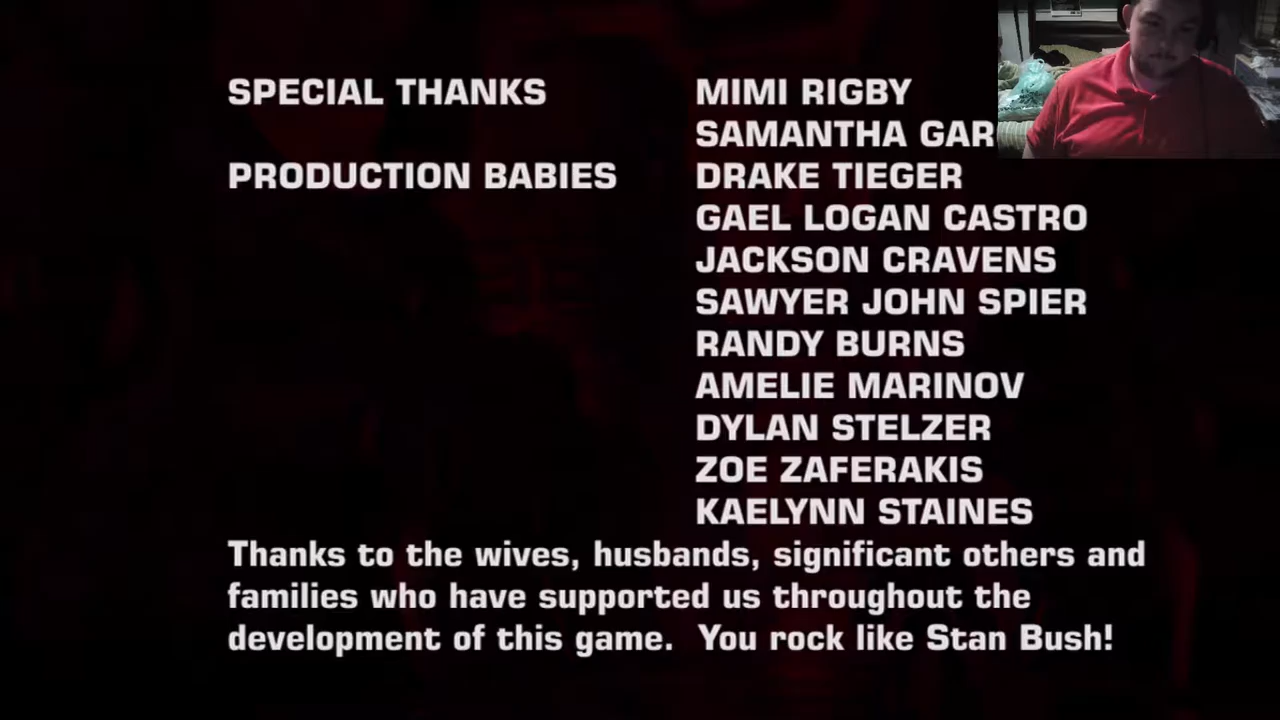 SPECIAL THANKS MIMI RIGBY
SAMANTHA
PRODUCTION BABIES DRAKE TIEGER
GAEL LOGAN CASTRO
JACKSON CRAVENS
SAWYER JOHN SPIER
RANDY BURNS
AMELIE MARINOV
DYLAN STELZER
ZOE ZAFERAKIS
KAELYNN STAINES
Thanks to the wives, husbands, significant others and
families who have supported us throughout the
development of this game. You rock like Stan Bush!